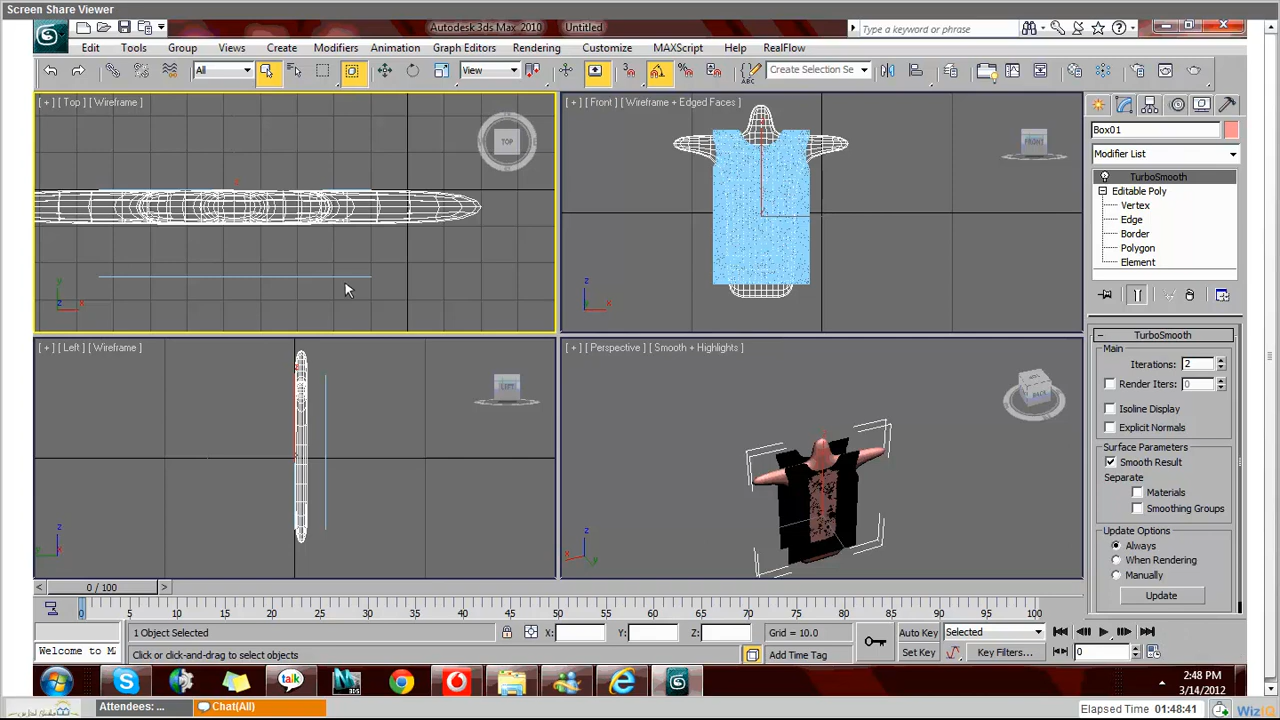 Screen Share Viewer
Autodesk 3ds Max 2010 Untitled
Type a keyword or phrase
Edit Tools Group Views Create Modifiers Animation Graph Editors Rendering Customize MAXScript Help RealFlow
All
View
ABC
Create Selection Se
[ + ] [ Top ] [ Wireframe ]
TOP
[ + ] [ Front ] [ Wireframe + Edged Faces ]
FRONT
[ + ] [ Left ] [ Wireframe ]
LEFT
[ + ] [ Perspective ] [ Smooth + Highlights ]
BACK
Box01
Modifier List
TurboSmooth
Editable Poly
Vertex
Edge
Border
Polygon
Element
TurboSmooth
Main
Iterations: 2
Render Iters: 0
Isoline Display
Explicit Normals
Surface Parameters
Smooth Result
Separate
Materials
Smoothing Groups
Update Options
Always
When Rendering
Manually
Update
0 / 100
0 5 10 15 20 25 30 35 40 45 50 55 60 65 70 75 80 85 90 95 100
1 Object Selected
X: Y: Z:
Grid = 10.0
Auto Key
Selected
Welcome to M
Click or click-and-drag to select objects
Add Time Tag
Set Key
Key Filters...
0
talk
2:48 PM
3/14/2012
Attendees: ...
Chat(All)
Elapsed Time 01:48:41
WizIQ